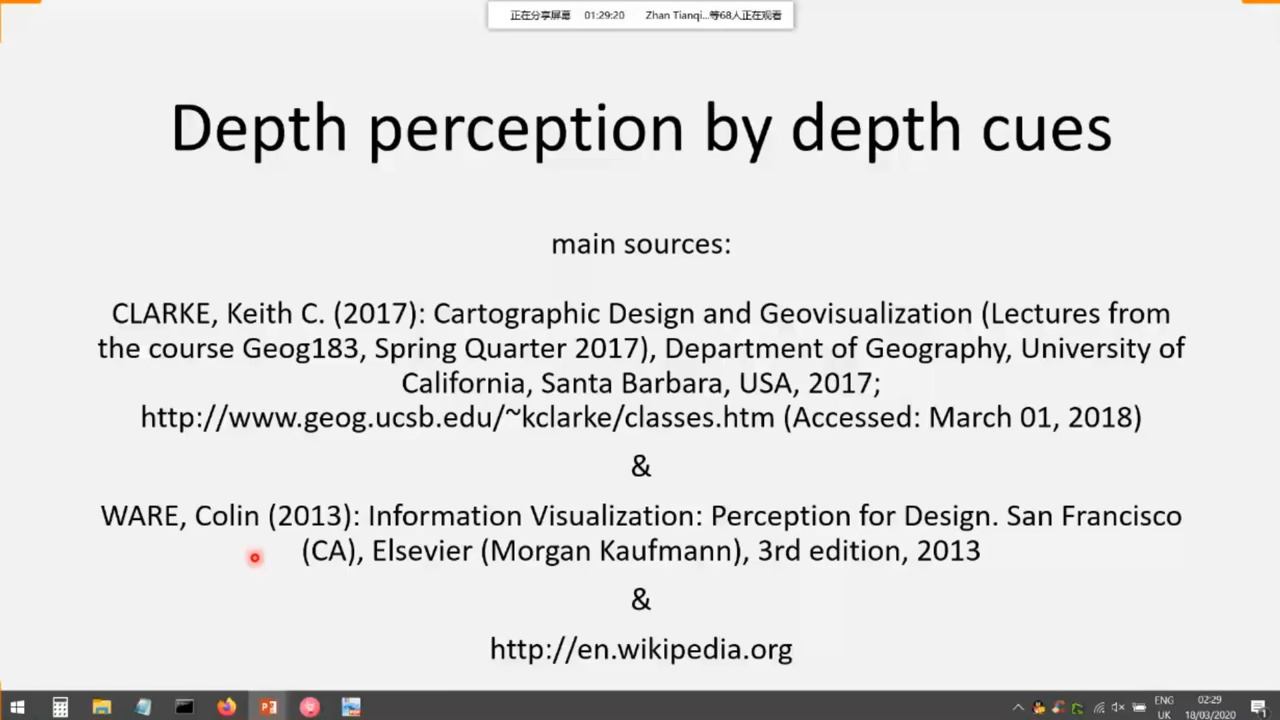 正在分享屏幕 01:29:20 Zhan Tianqi...等68人正在观看
Depth perception by depth cues
main sources:
CLARKE, Keith C. (2017): Cartographic Design and Geovisualization (Lectures from
the course Geog183, Spring Quarter 2017), Department of Geography, University of
California, Santa Barbara, USA, 2017;
http://www.geog.ucsb.edu/~kclarke/classes.htm (Accessed: March 01, 2018)
&
WARE, Colin (2013): Information Visualization: Perception for Design. San Francisco
(CA), Elsevier (Morgan Kaufmann), 3rd edition, 2013
&
http://en.wikipedia.org
ENG 02:29
UK 18/03/2020